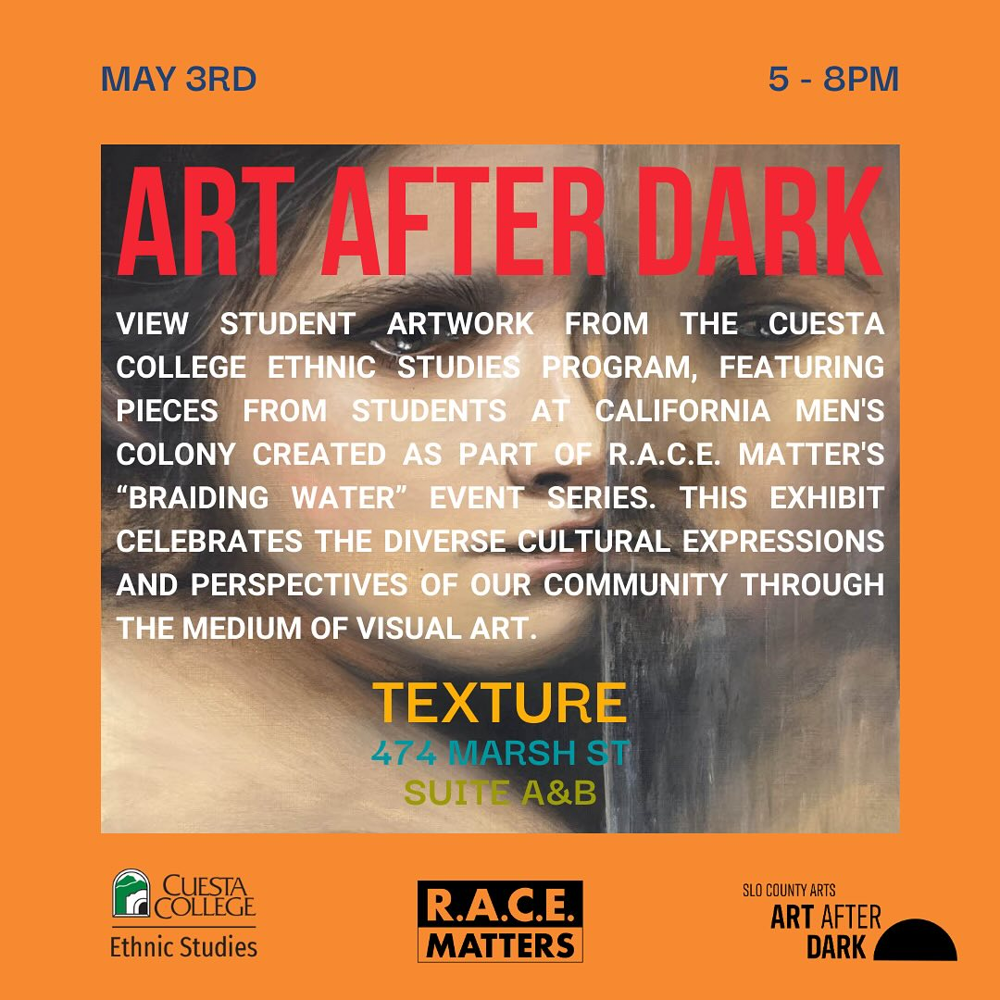 MAY 3RD
5 - 8PM
ART AFTER DARK
VIEW STUDENT ARTWORK FROM THE CUESTA
COLLEGE ETHNIC STUDIES PROGRAM, FEATURING
PIECES FROM STUDENTS AT CALIFORNIA MEN'S
COLONY CREATED AS PART OF R.A.C.E. MATTER'S
“BRAIDING WATER” EVENT SERIES. THIS EXHIBIT
CELEBRATES THE DIVERSE CULTURAL EXPRESSIONS
AND PERSPECTIVES OF OUR COMMUNITY THROUGH
THE MEDIUM OF VISUAL ART.
TEXTURE
474 MARSH ST
SUITE A&B
CUESTA
COLLEGE
Ethnic Studies
R.A.C.E.
MATTERS
SLO COUNTY ARTS
ART AFTER
DARK